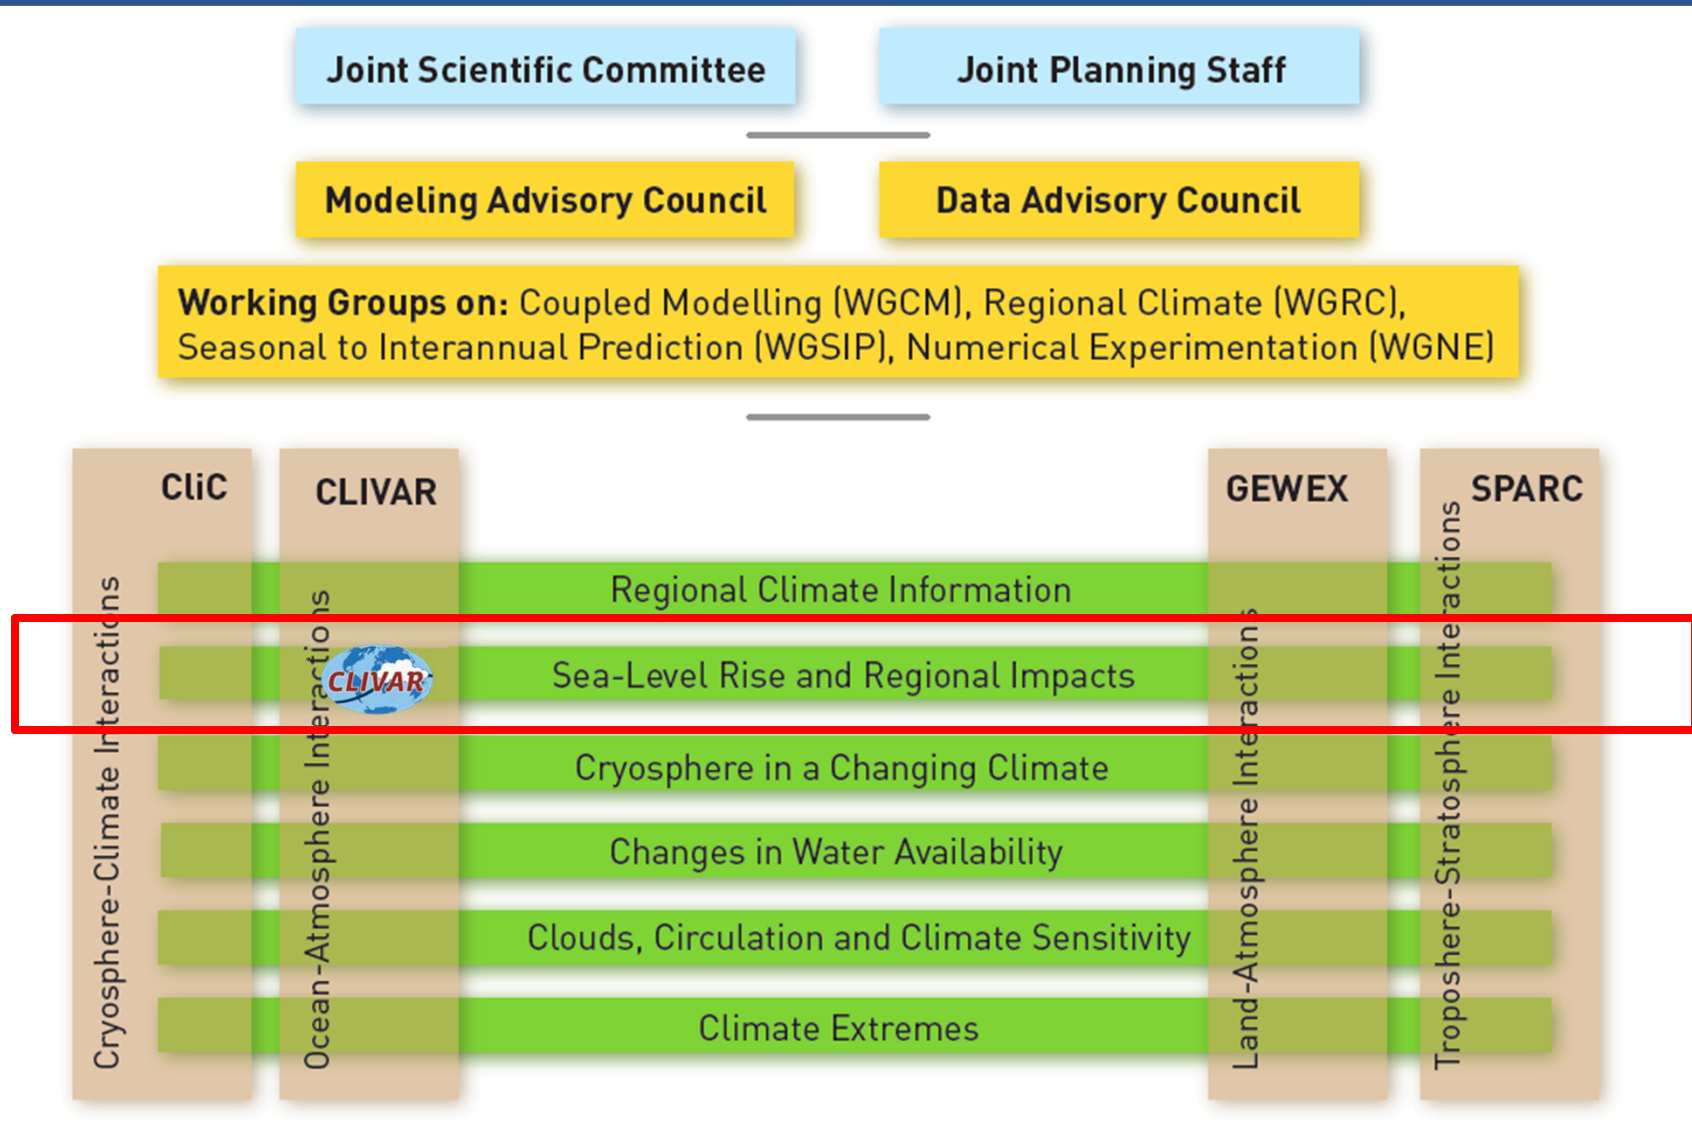 Joint Scientific Committee
Joint Planning Staff
Modeling Advisory Council
Data Advisory Council
Working Groups on: Coupled Modelling (WGCM), Regional Climate (WGRC),
Seasonal to Interannual Prediction (WGSIP), Numerical Experimentation (WGNE)
CliC
CLIVAR
GEWEX
SPARC
Cryosphere-Climate Interactions
Ocean-Atmosphere Interactions
Land-Atmosphere Interactions
Troposhere-Stratosphere Interactions
Regional Climate Information
CLIVAR
Sea-Level Rise and Regional Impacts
Cryosphere in a Changing Climate
Changes in Water Availability
Clouds, Circulation and Climate Sensitivity
Climate Extremes